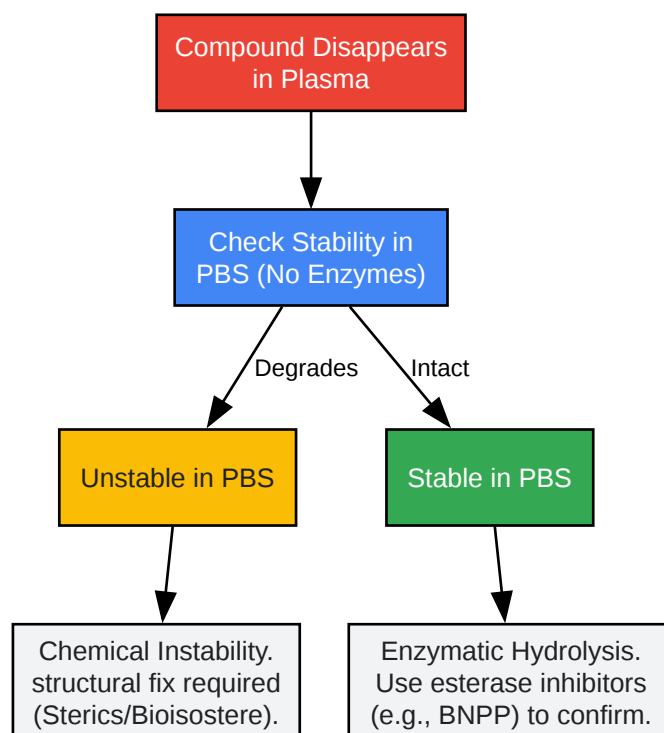 Compound Disappears
in Plasma
Check Stability in
PBS (No Enzymes)
Degrades
Intact
Unstable in PBS
Stable in PBS
Chemical Instability.
structural fix required
(Sterics/Bioisostere).
Enzymatic Hydrolysis.
Use esterase inhibitors
(e.g., BNPP) to confirm.